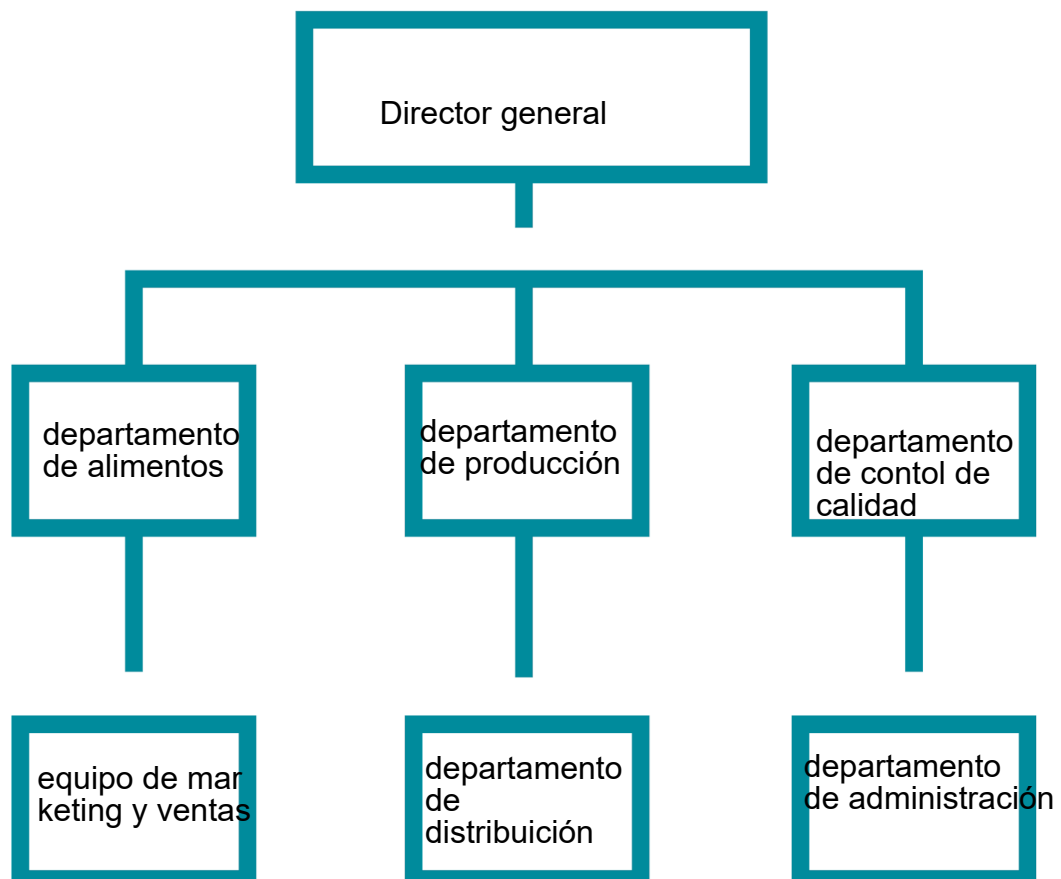 Director general
departamento
de alimentos
departamento
de producción
departamento
de contol de
calidad
equipo de mar
keting y ventas
departamento
de
distribuición
departamento
de administración